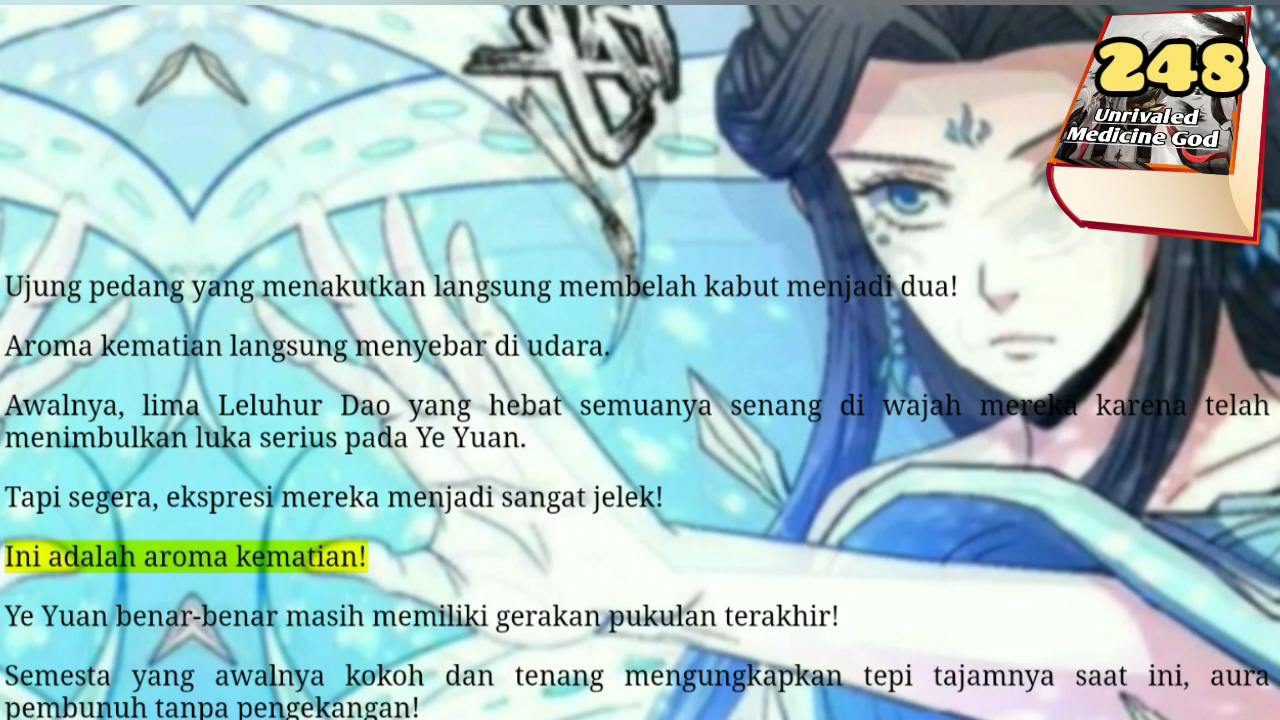 248
Unrivaled
Medicine God
Ujung pedang yang menakutkan langsung membelah kabut menjadi dua!
Aroma kematian langsung menyebar di udara.
Awalnya, lima Leluhur Dao yang hebat semuanya senang di wajah mereka karena telah
menimbulkan luka serius pada Ye Yuan.
Tapi segera, ekspresi mereka menjadi sangat jelek!
Ini adalah aroma kematian!
Ye Yuan benar-benar masih memiliki gerakan pukulan terakhir!
Semesta yang awalnya kokoh dan tenang mengungkapkan tepi tajamnya saat ini, aura
pembunuh tanpa pengekangan!